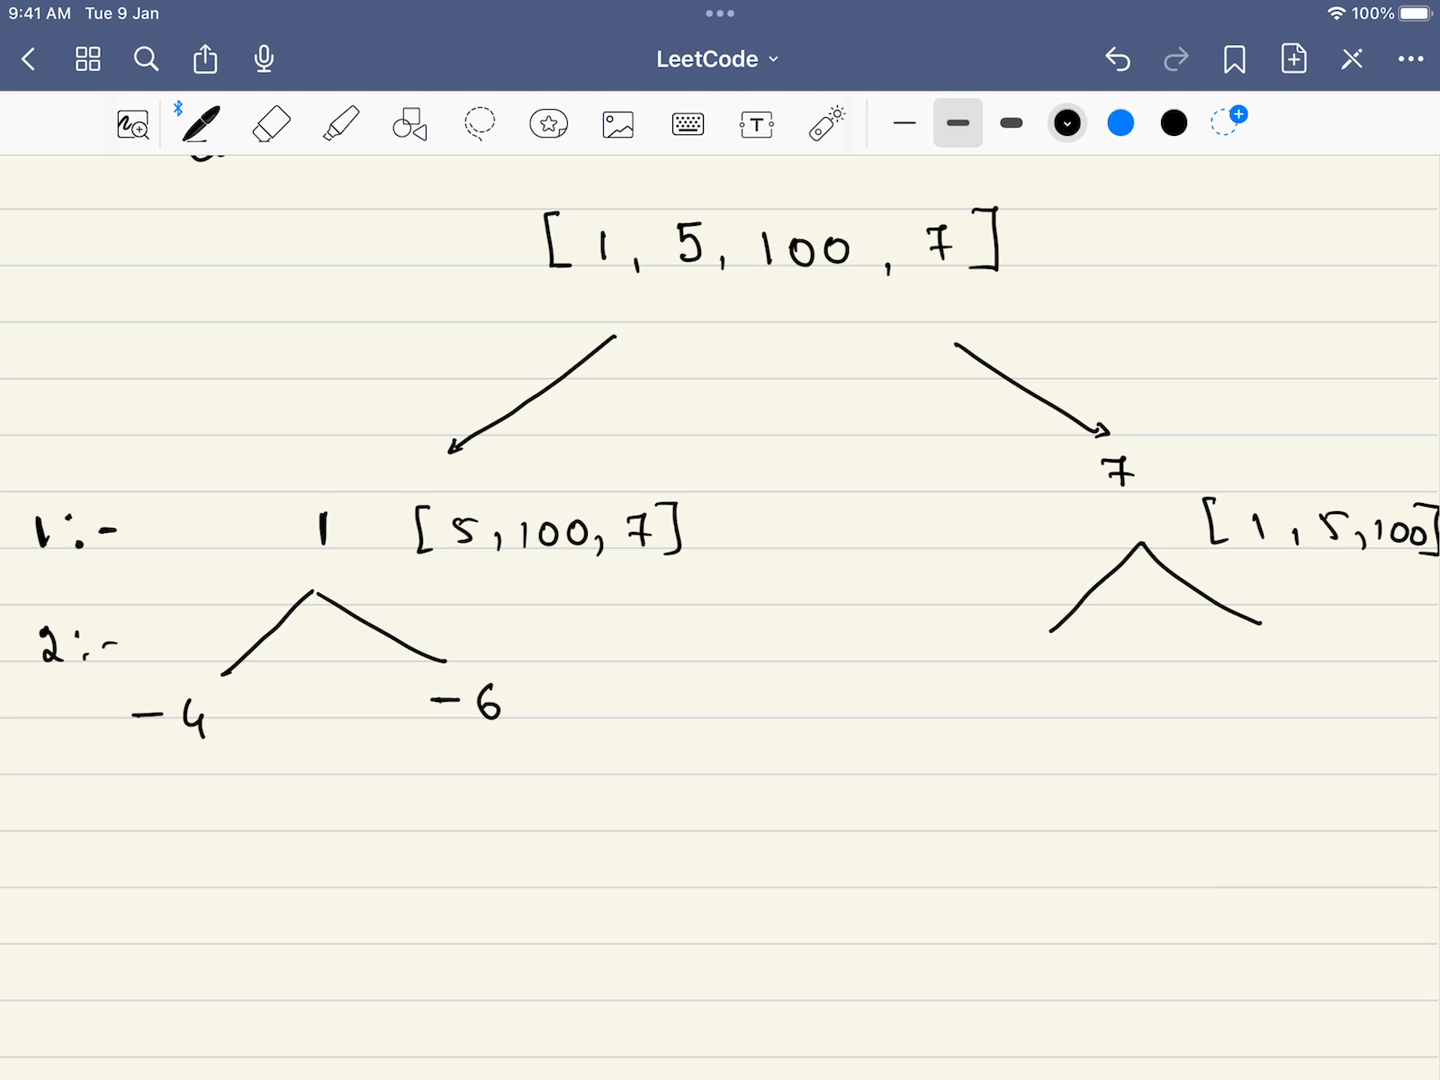 9:41 AM Tue 9 Jan 100%
LeetCode
T
[ 1, 5, 100, 7 ]
7
1:- 1 [ 5, 100, 7 ] [ 1, 5, 100]
2:-
- 4 - 6